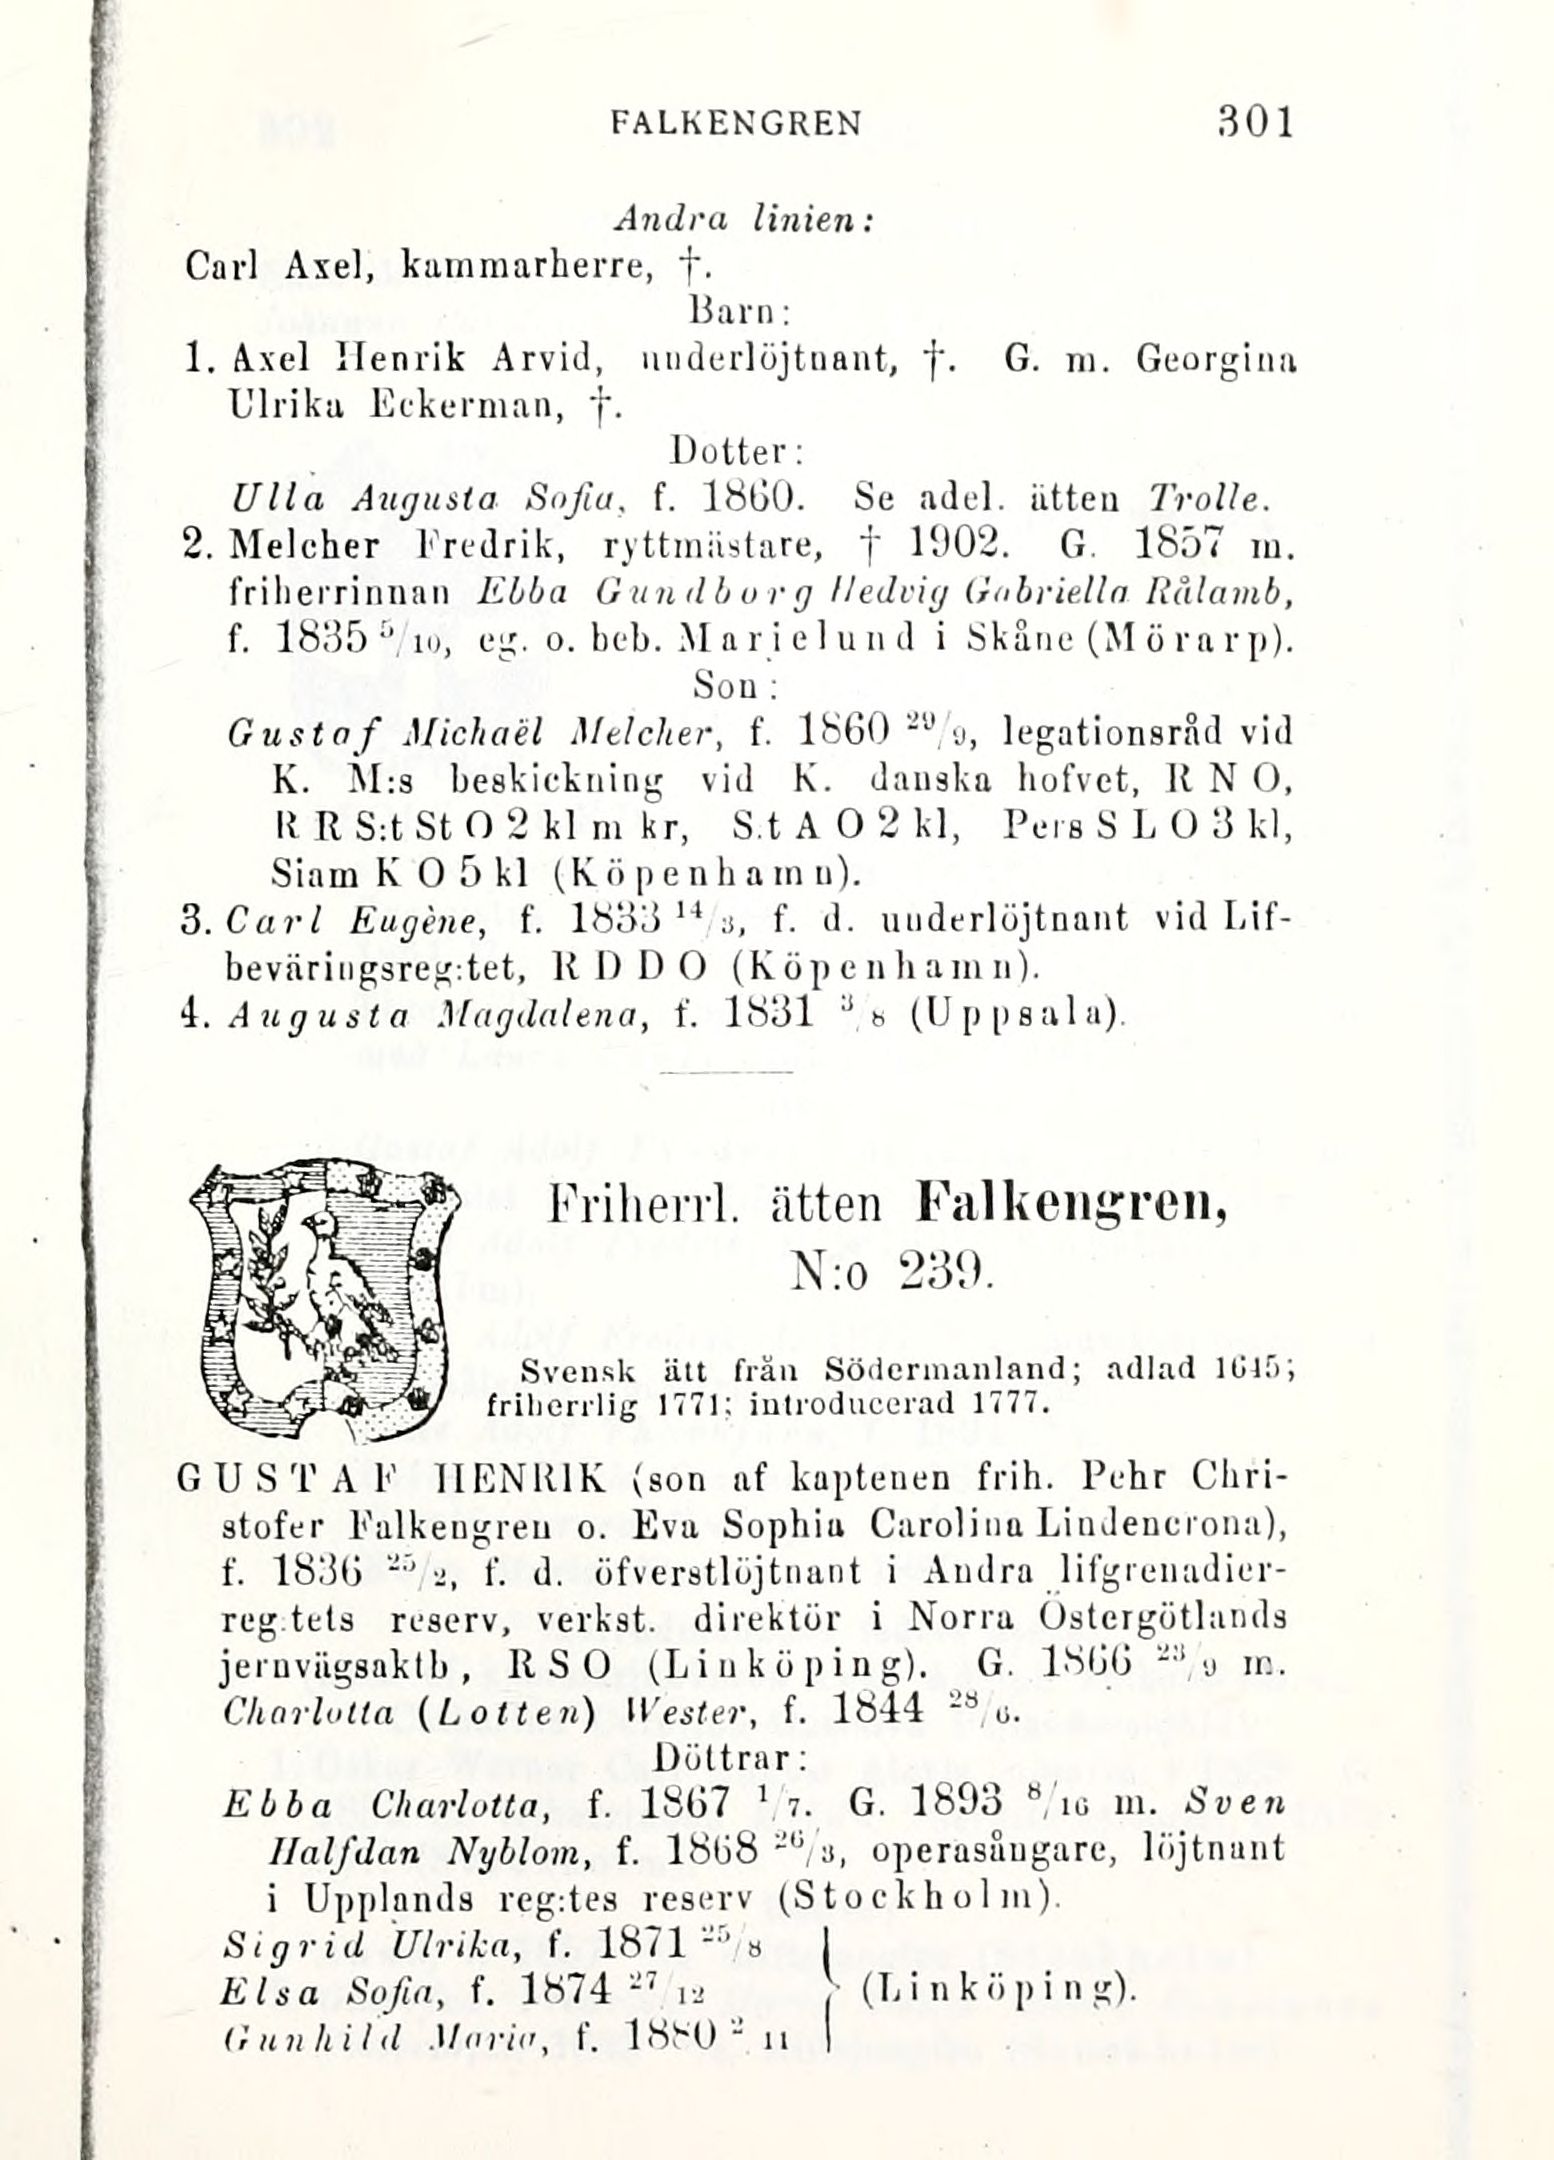 FALKENGREN 301
Andra linien:
Carl Axel, kammarherre, †.
Barn:
1. Axel Henrik Arvid, underlöjtnant, †. G. m. Georgina
Ulrika Eckerman, †.
Dotter:
Ulla Augusta Sofia, f. 1860. Se adel. ätten Trolle.
2. Melcher Fredrik, ryttmästare, † 1902. G. 1857 m.
friherrinnan Ebba Gundborg Hedvig Gabriella Rålamb,
f. 1835 5/10, eg. o. beb. Marielund i Skåne (Mörarp).
Son:
Gustaf Michaël Melcher, f. 1860 29/9, legationsråd vid
K. M:s beskickning vid K. danska hofvet, R N O,
R R S:t St O 2 kl m kr, S:t A O 2 kl, Pers S L O 3 kl,
Siam K O 5 kl (Köpenhamn).
3. Carl Eugène, f. 1833 14/3, f. d. underlöjtnant vid Lif-
beväringsreg:tet, R D D O (Köpenhamn).
4. Augusta Magdalena, f. 1831 3/8 (Uppsala).
Friherrl. ätten Falkengren,
N:o 239.
Svensk ätt från Södermanland; adlad 1645;
friherrlig 1771; introducerad 1777.
GUSTAF HENRIK (son af kaptenen frih. Pehr Chri-
stofer Falkengren o. Eva Sophia Carolina Lindencrona),
f. 1836 25/2, f. d. öfverstlöjtnant i Andra lifgrenadier-
reg:tets reserv, verkst. direktör i Norra Östergötlands
jernvägsaktb, R S O (Linköping). G. 1866 23/9 m.
Charlotta (Lotten) Wester, f. 1844 28/6.
Döttrar:
Ebba Charlotta, f. 1867 1/7. G. 1893 8/10 m. Sven
Halfdan Nyblom, f. 1868 26/3, operasångare, löjtnant
i Upplands reg:tes reserv (Stockholm).
Sigrid Ulrika, f. 1871 25/8
Elsa Sofia, f. 1874 27/12 (Linköping).
Gunhild Maria, f. 1880 2/11